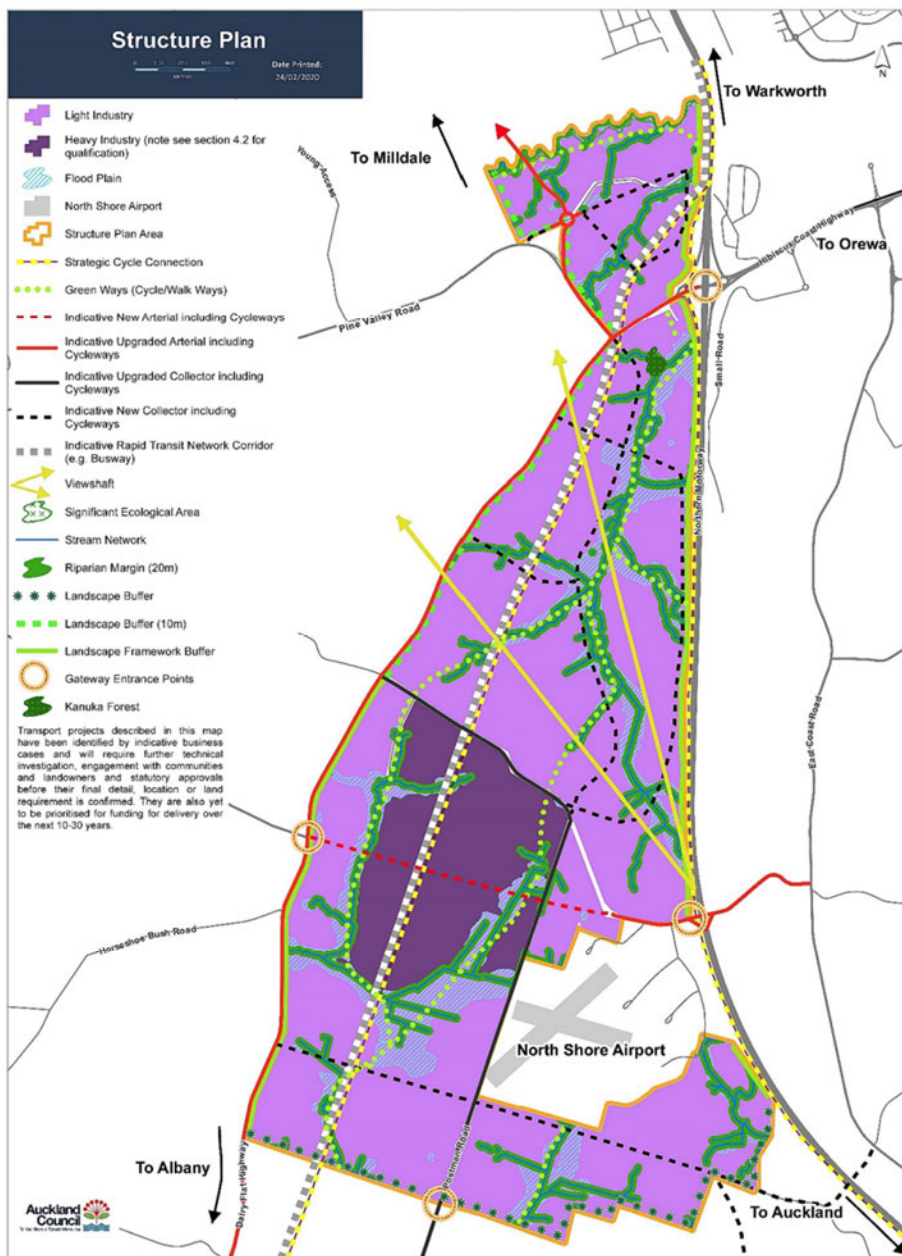 Structure Plan
METERS
Date Printed:
24/02/2020
Light Industry
Heavy Industry (note see section 4.2 for
qualification)
Flood Plain
North Shore Airport
Structure Plan Area
Strategic Cycle Connection
Green Ways (Cycle/Walk Ways)
Indicative New Arterial including Cycleways
Indicative Upgraded Arterial including
Cycleways
Indicative Upgraded Collector including
Cycleways
Indicative New Collector including
Cycleways
Indicative Rapid Transit Network Corridor
(e.g. Busway)
Viewshaft
Significant Ecological Area
Stream Network
Riparian Margin (20m)
Landscape Buffer
Landscape Buffer (10m)
Landscape Framework Buffer
Gateway Entrance Points
Kanuka Forest
Transport projects described in this map
have been identified by indicative business
cases and will require further technical
investigation, engagement with communities
and landowners and statutory approvals
before their final detail, location or land
requirement is confirmed. They are also yet
to be prioritised for funding for delivery over
the next 10-30 years.
N
To Warkworth
To Milldale
Young Access
Hibiscus Coast Highway
To Orewa
Pine Valley Road
Small Road
Northern Motorway
East Coast Road
Horseshoe Bush Road
North Shore Airport
Postman Road
Dairy Flat Highway
To Albany
To Auckland
Auckland
Council